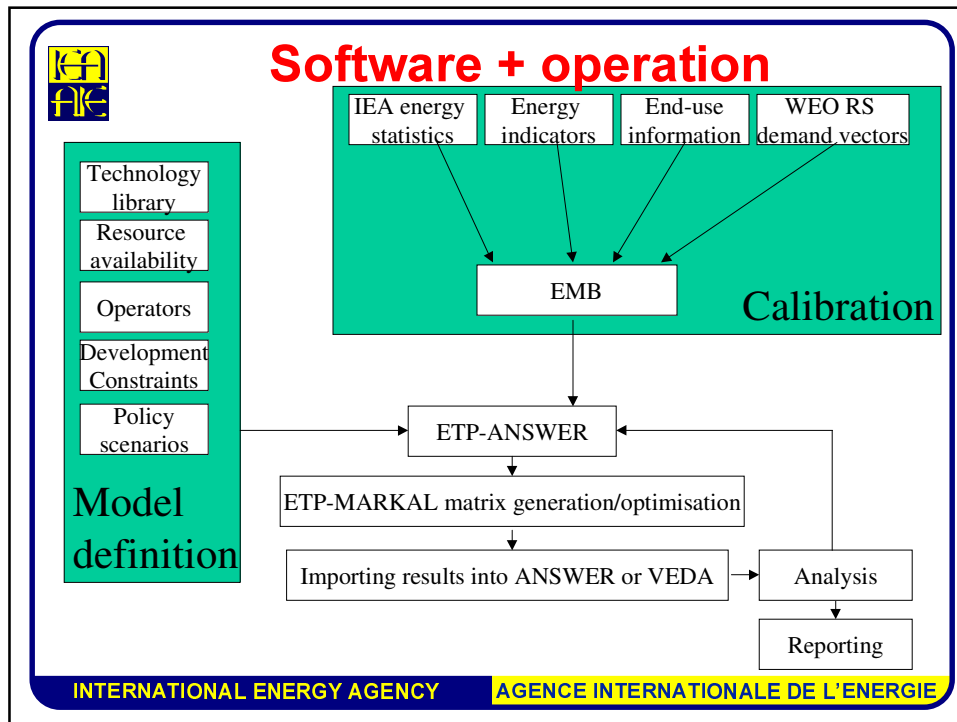 IEA
AIE
Software + operation
IEA energy
statistics
Energy
indicators
End-use
information
WEO RS
demand vectors
EMB
Calibration
Technology
library
Resource
availability
Operators
Development
Constraints
Policy
scenarios
Model
definition
ETP-ANSWER
ETP-MARKAL matrix generation/optimisation
Importing results into ANSWER or VEDA
Analysis
Reporting
INTERNATIONAL ENERGY AGENCY
AGENCE INTERNATIONALE DE L'ENERGIE